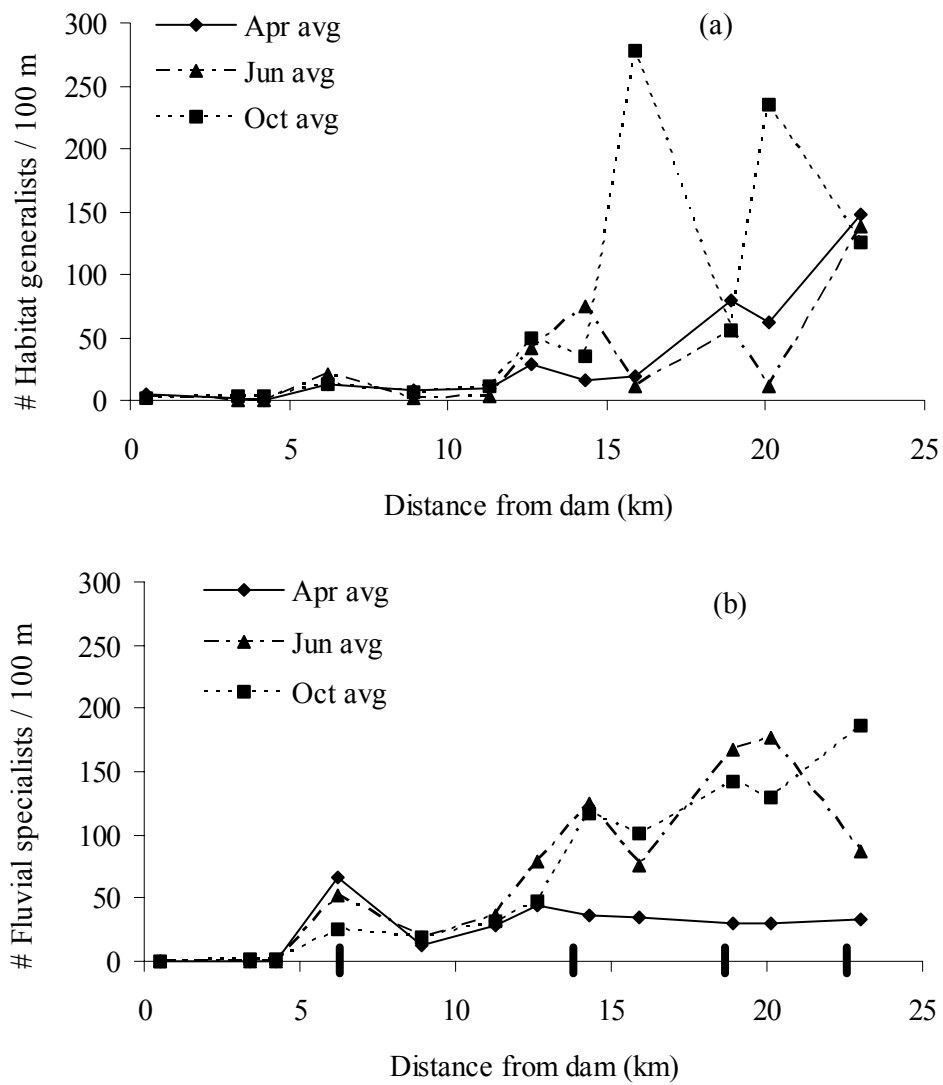 (a)
Apr avg
Jun avg
Oct avg
# Habitat generalists / 100 m
300
250
200
150
100
50
0
0 5 10 15 20 25
Distance from dam (km)
(b)
Apr avg
Jun avg
Oct avg
# Fluvial specialists / 100 m
300
250
200
150
100
50
0
0 5 10 15 20 25
Distance from dam (km)